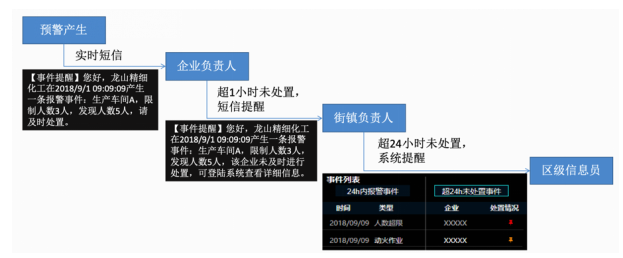 预警产生
实时短信
企业负责人
【事件提醒】您好，龙山精细
化工在2018/9/1 09:09:09产生
一条报警事件：生产车间A，限
制人数3人，发现人数5人，请
及时处置。
超1小时未处置，
短信提醒
街镇负责人
【事件提醒】您好，龙山精细化工
在2018/9/1 09:09:09产生一条报警
事件：生产车间A，限制人数3人，
发现人数5人，该企业未及时进行
处置，可登陆系统查看详细信息。
超24小时未处置，
系统提醒
区级信息员
事件列表
24h内报警事件 超24h未处置事件
时间 类型 企业 处置情况
2018/09/09 人数超限 XXXXX
2018/09/09 动火作业 XXXXX